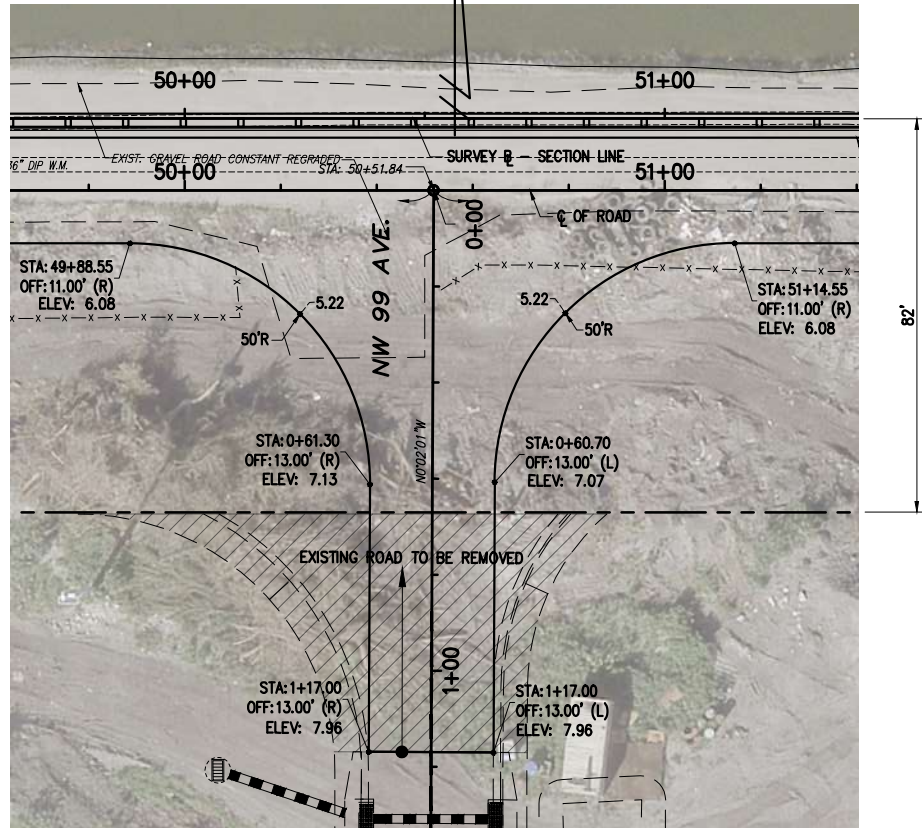 50+00
51+00
SURVEY ℄ - SECTION LINE
EXIST. GRAVEL ROAD CONSTANT REGRADED
36" DIP W.M.
50+00
STA: 50+51.84
51+00
0+00
℄ OF ROAD
NW 99 AVE.
STA: 49+88.55
OFF: 11.00' (R)
ELEV: 6.08
STA: 51+14.55
OFF: 11.00' (R)
ELEV: 6.08
5.22
50'R
5.22
50'R
82'
N0°02'01"W
STA: 0+61.30
OFF: 13.00' (R)
ELEV: 7.13
STA: 0+60.70
OFF: 13.00' (L)
ELEV: 7.07
EXISTING ROAD TO BE REMOVED
1+00
STA: 1+17.00
OFF: 13.00' (R)
ELEV: 7.96
STA: 1+17.00
OFF: 13.00' (L)
ELEV: 7.96